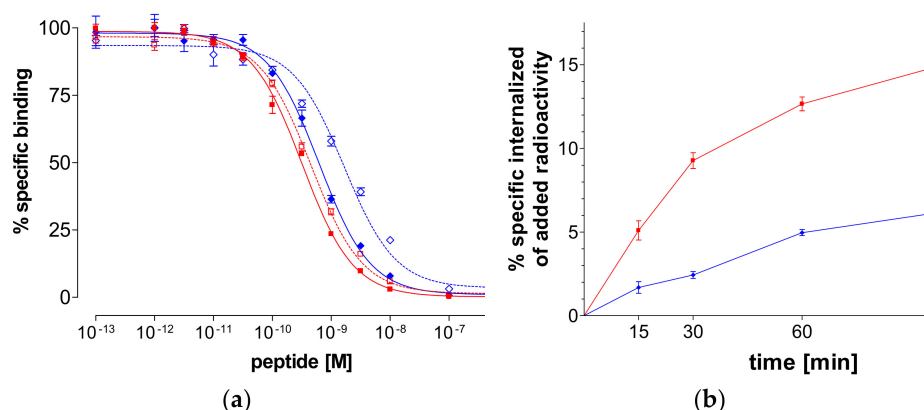 100
75
50
25
0
% specific binding
10-13 10-12 10-11 10-10 10-9 10-8 10-7
peptide [M]
(a)
15
10
5
0
% specific internalized
of added radioactivity
15 30 60
time [min]
(b)